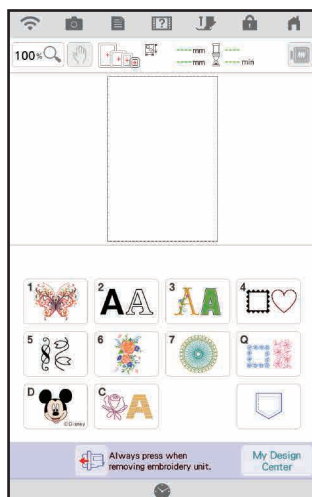 100%
----mm ----
----mm ---- min
1 2 AA 3 AA 4
5 6 7 Q
D ©Disney C A
Always press when
removing embroidery unit.
My Design
Center